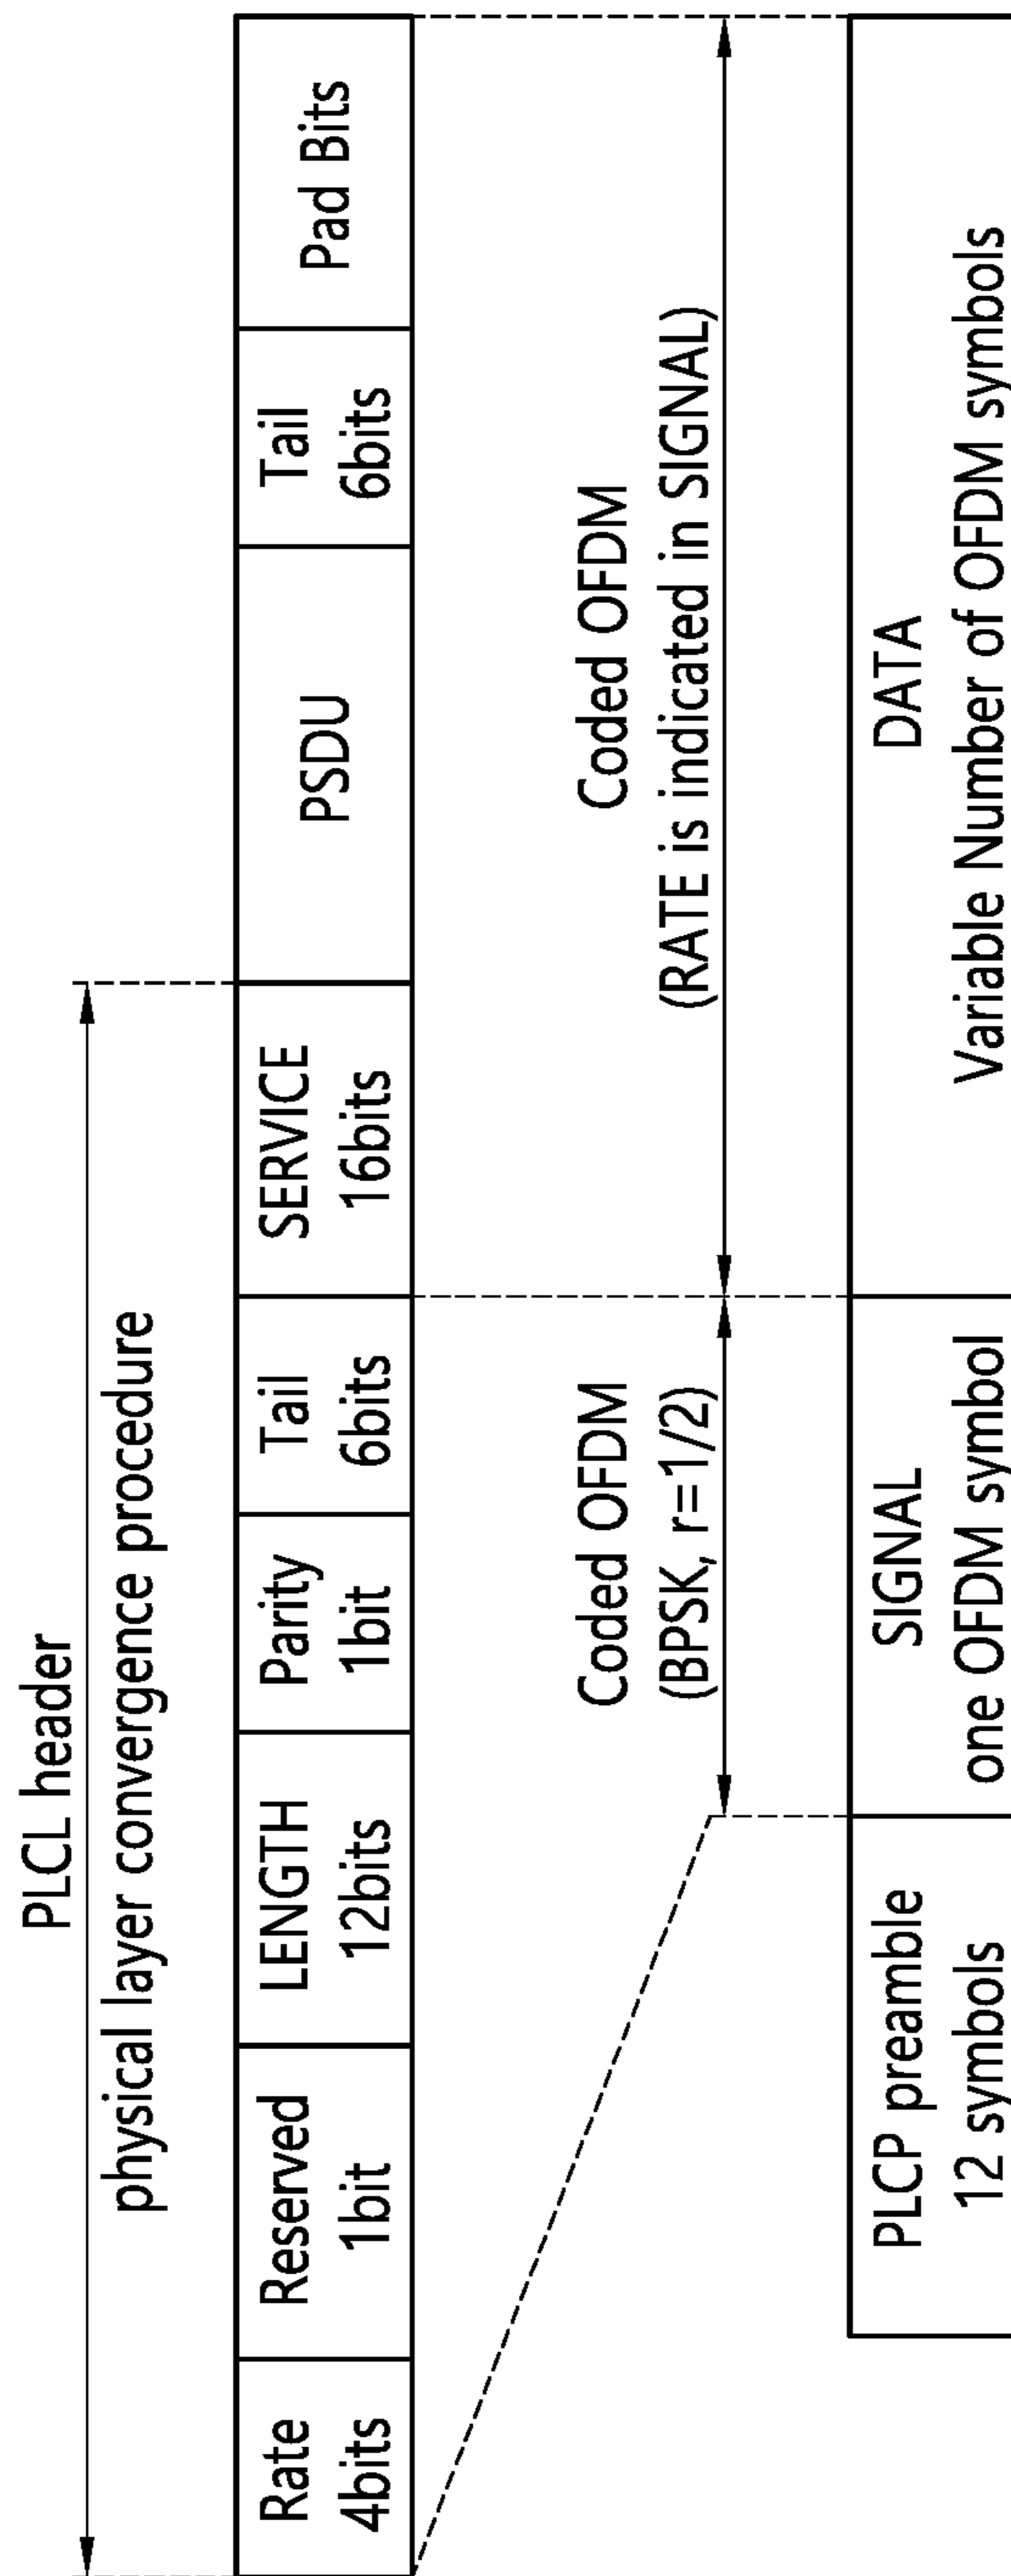 PLCL header
physical layer convergence procedure
Rate
4bits
Reserved
1bit
LENGTH
12bits
Parity
1bit
Tail
6bits
SERVICE
16bits
PSDU
Tail
6bits
Pad Bits
Coded OFDM
(BPSK, r=1/2)
Coded OFDM
(RATE is indicated in SIGNAL)
PLCP preamble
12 symbols
SIGNAL
one OFDM symbol
DATA
Variable Number of OFDM symbols